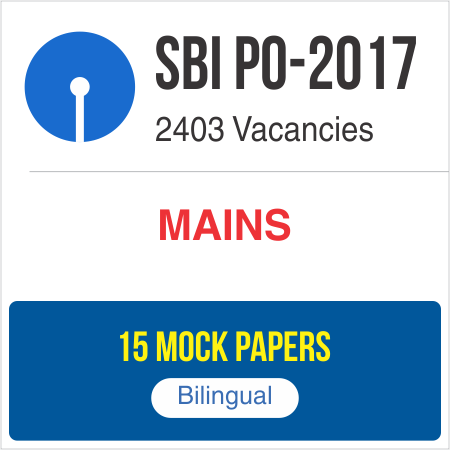 SBI PO-2017
2403 Vacancies
MAINS
15 MOCK PAPERS
Bilingual